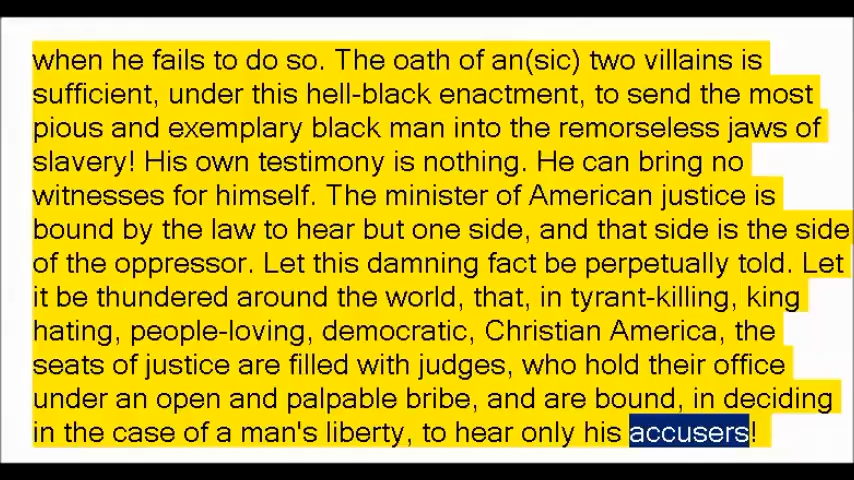 when he fails to do so. The oath of an(sic) two villains is
sufficient, under this hell-black enactment, to send the most
pious and exemplary black man into the remorseless jaws of
slavery! His own testimony is nothing. He can bring no
witnesses for himself. The minister of American justice is
bound by the law to hear but one side, and that side is the side
of the oppressor. Let this damning fact be perpetually told. Let
it be thundered around the world, that, in tyrant-killing, king
hating, people-loving, democratic, Christian America, the
seats of justice are filled with judges, who hold their office
under an open and palpable bribe, and are bound, in deciding
in the case of a man's liberty, to hear only his accusers!